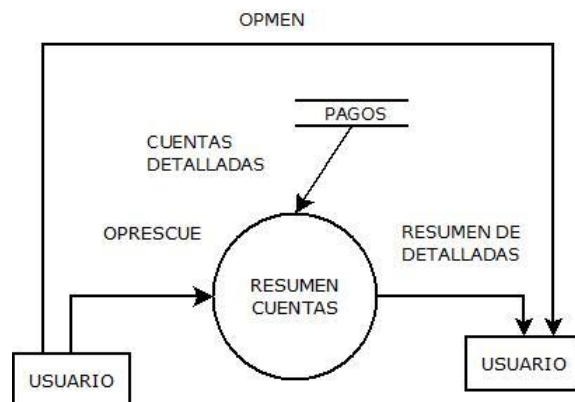 OPMEN
PAGOS
CUENTAS
DETALLADAS
OPRESCUE
RESUMEN DE
DETALLADAS
RESUMEN
CUENTAS
USUARIO
USUARIO